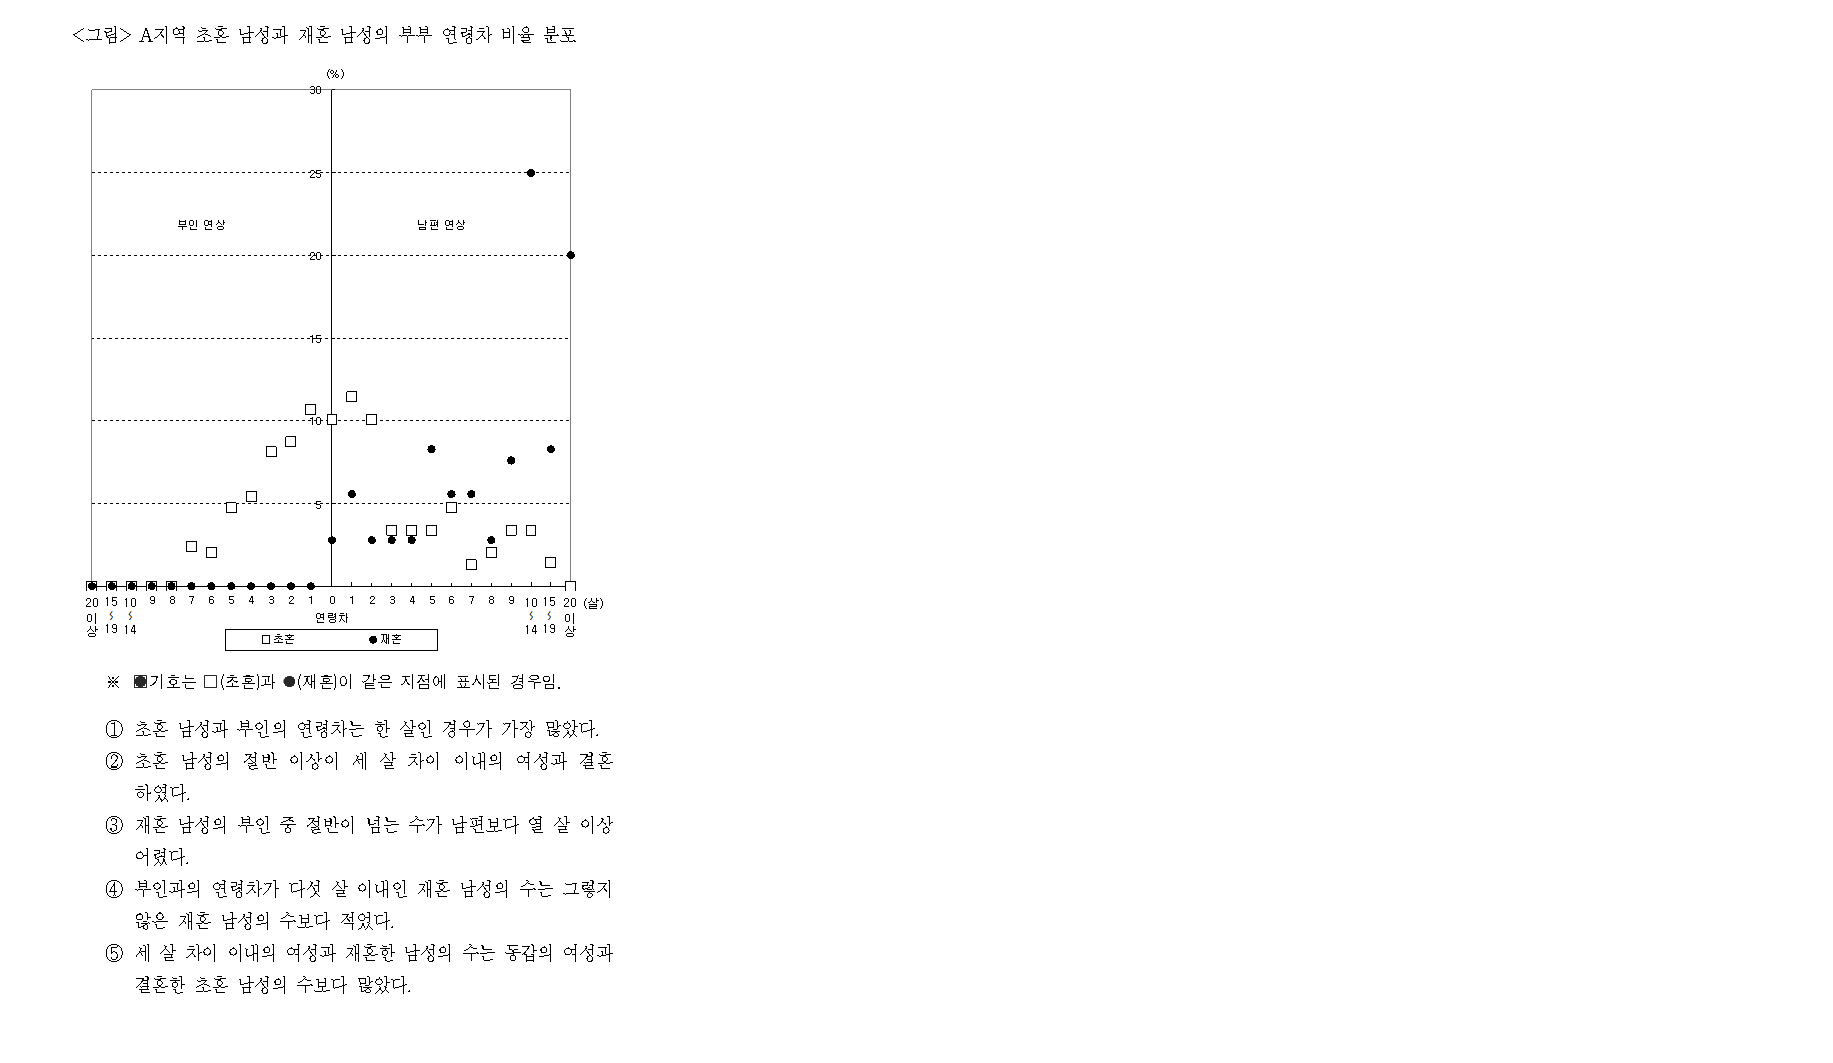 <그림> A지역 초혼 남성과 재혼 남성의 부부 연령차 비율 분포
(%)
30
25
부인 연상 남편 연상
20
15
10
5
20이상 15~19 10~14 9 8 7 6 5 4 3 2 1 0 1 2 3 4 5 6 7 8 9 10~14 15~19 20이상 (살)
연령차
□초혼 ●재혼
※ ▣기호는 □(초혼)과 ●(재혼)이 같은 지점에 표시된 경우임.
① 초혼 남성과 부인의 연령차는 한 살인 경우가 가장 많았다.
② 초혼 남성의 절반 이상이 세 살 차이 이내의 여성과 결혼
하였다.
③ 재혼 남성의 부인 중 절반이 넘는 수가 남편보다 열 살 이상
어렸다.
④ 부인과의 연령차가 다섯 살 이내인 재혼 남성의 수는 그렇지
않은 재혼 남성의 수보다 적었다.
⑤ 세 살 차이 이내의 여성과 재혼한 남성의 수는 동갑의 여성과
결혼한 초혼 남성의 수보다 많았다.